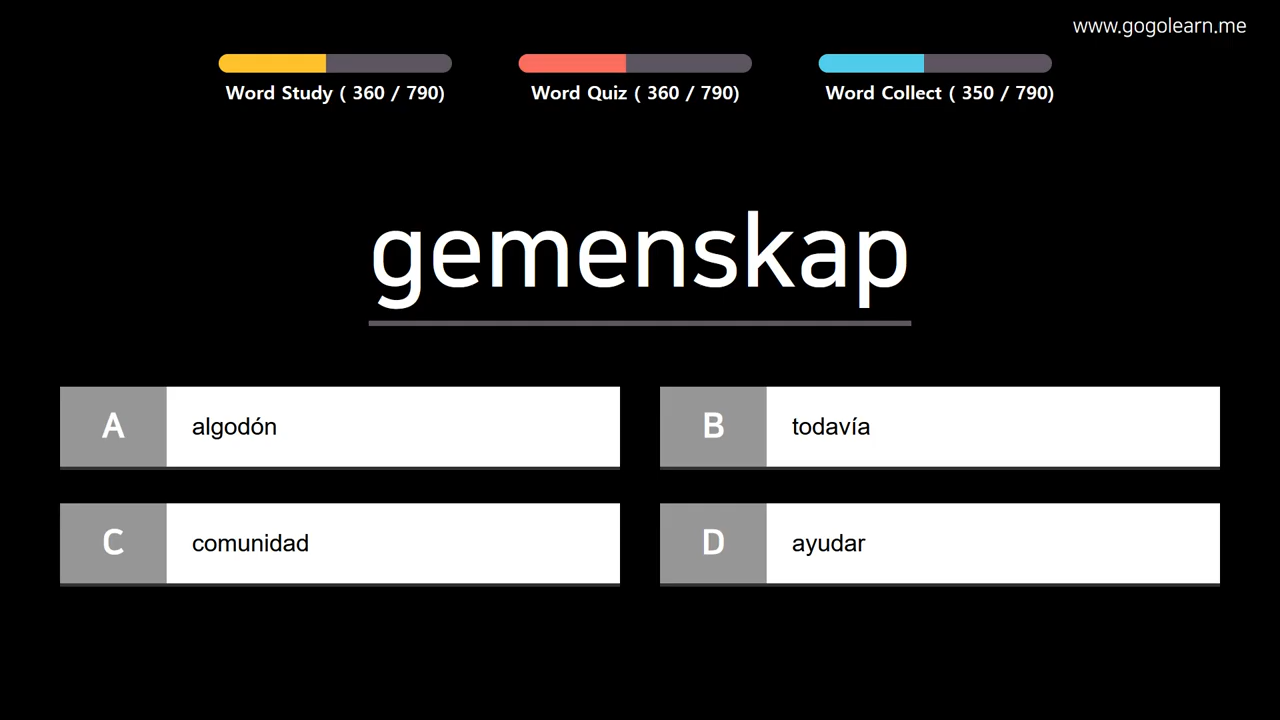 www.gogolearn.me
Word Study ( 360 / 790)
Word Quiz ( 360 / 790)
Word Collect ( 350 / 790)
gemenskap
A algodón
B todavía
C comunidad
D ayudar